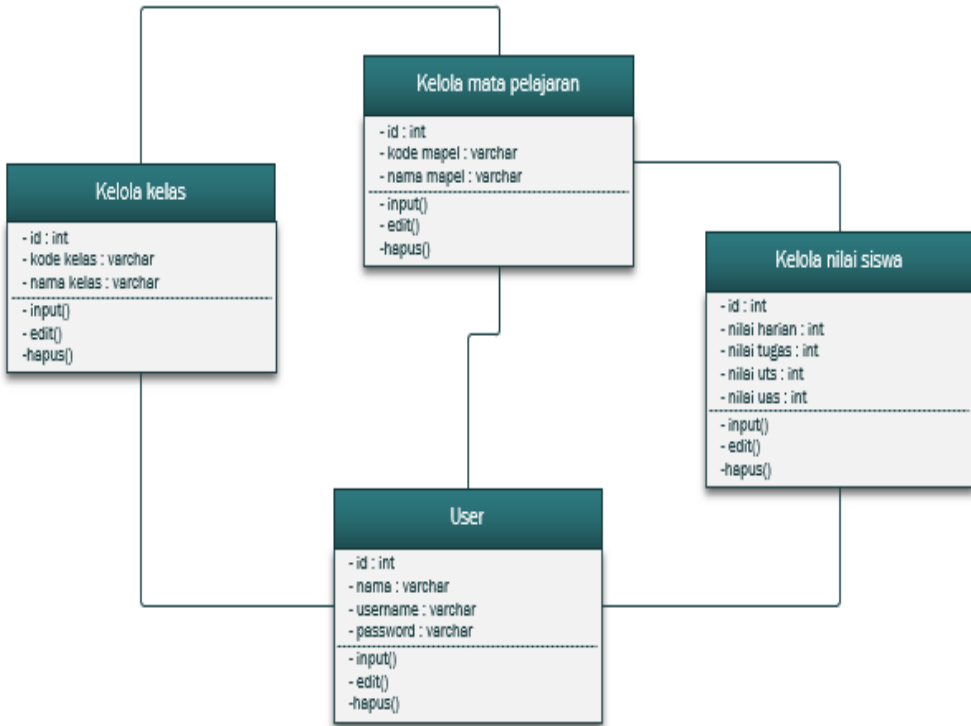 Kelola mata pelajaran
- id : int
- kode mapel : varchar
- nama mapel : varchar
- input()
- edit()
-hapus()
Kelola kelas
- id : int
- kode kelas : varchar
- nama kelas : varchar
- input()
- edit()
-hapus()
Kelola nilai siswa
- id : int
- nilai harian : int
- nilai tugas : int
- nilai uts : int
- nilai uas : int
- input()
- edit()
-hapus()
User
- id : int
- nama : varchar
- username : varchar
- password : varchar
- input()
- edit()
-hapus()